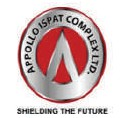 APPOLLO ISPAT COMPLEX LTD.
SHIELDING THE FUTURE